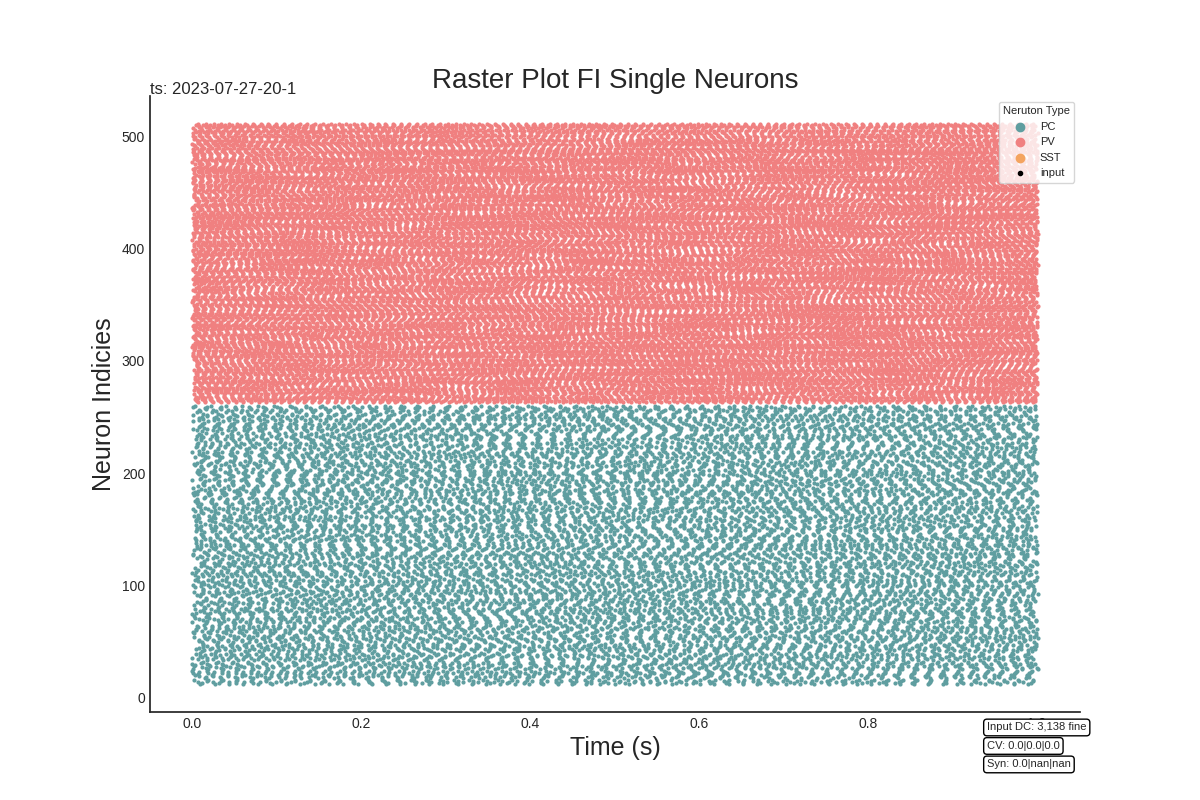 Raster Plot FI Single Neurons
ts: 2023-07-27-20-1
Neruton Type
PC
PV
SST
input
500
400
300
200
100
0
Neuron Indicies
0.0 0.2 0.4 0.6 0.8
Time (s)
Input DC: 3,138 fine
CV: 0.0|0.0|0.0
Syn: 0.0|nan|nan